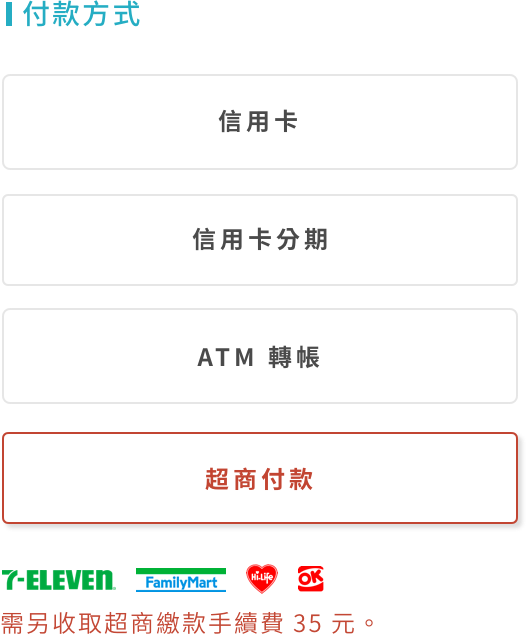 付款方式
信用卡
信用卡分期
ATM 轉帳
超商付款
7-ELEVEN FamilyMart Hi-Life OK
需另收取超商繳款手續費 35 元。